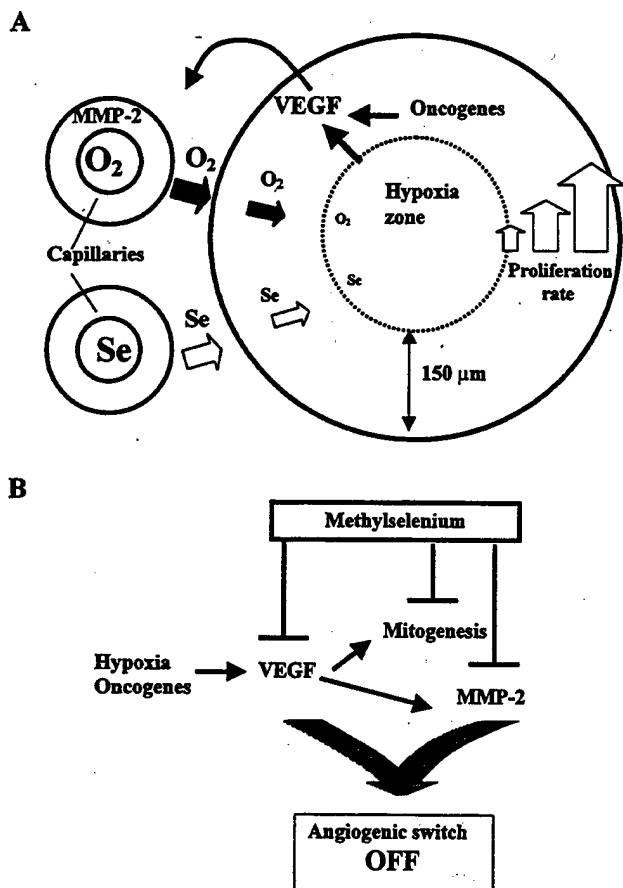 A
MMP-2
O₂
O₂
VEGF
Oncogenes
O₂
Hypoxia
zone
O₂
Capillaries
Proliferation
rate
Se
Se
Se
Se
150 µm
B
Methylselenium
Mitogenesis
Hypoxia
Oncogenes
VEGF
MMP-2
Angiogenic switch
OFF